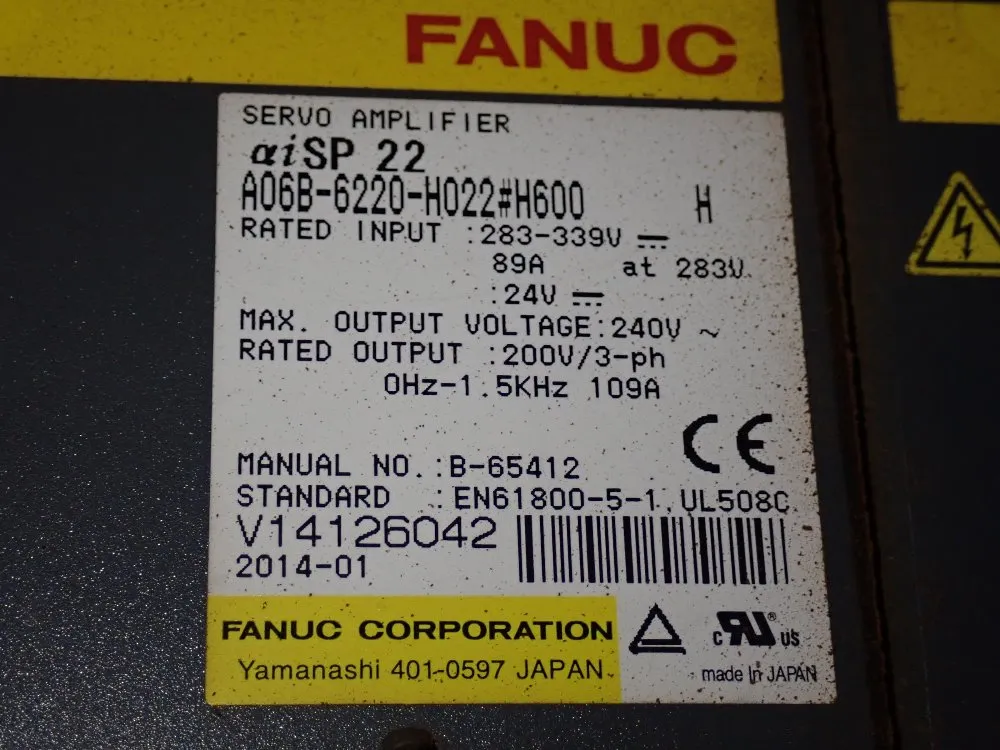 FANUC
SERVO AMPLIFIER
αiSP 22
A06B-6220-H022#H600 H
RATED INPUT :283-339V ⎓
89A at 283V
:24V ⎓
MAX. OUTPUT VOLTAGE:240V ~
RATED OUTPUT :200V/3-ph
0Hz-1.5KHz 109A
CE
MANUAL NO.:B-65412
STANDARD :EN61800-5-1,UL508C
V14126042
2014-01
FANUC CORPORATION
Yamanashi 401-0597 JAPAN
c RU® US
made in JAPAN